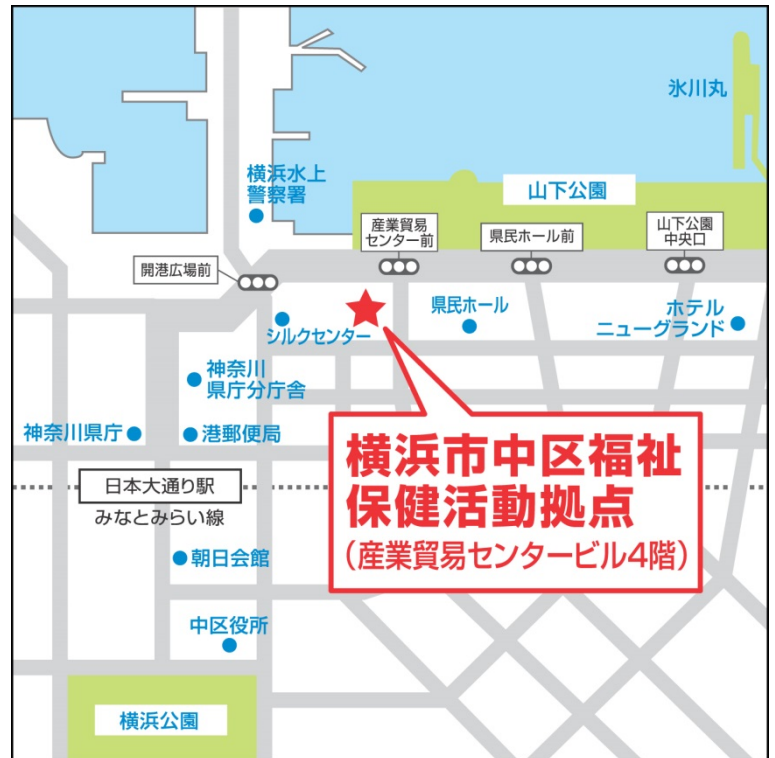 氷川丸
横浜水上
警察署
山下公園
産業貿易
センター前
県民ホール前
山下公園
中央口
開港広場前
シルクセンター
県民ホール
ホテル
ニューグランド
神奈川
県庁分庁舎
神奈川県庁
港郵便局
横浜市中区福祉
保健活動拠点
(産業貿易センタービル4階)
日本大通り駅
みなとみらい線
朝日会館
中区役所
横浜公園